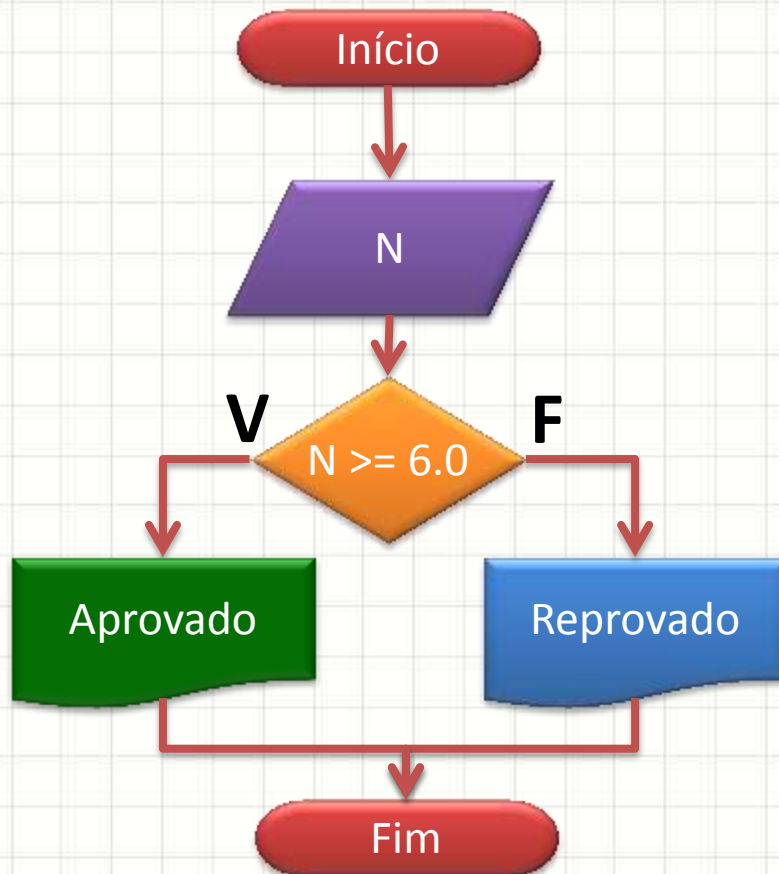 Início
N
V
F
N >= 6.0
Aprovado
Reprovado
Fim